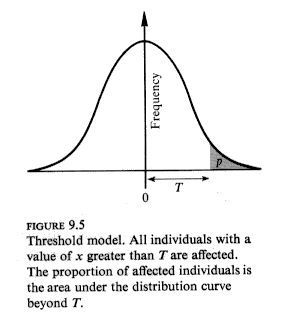 Frequency
p
T
0
FIGURE 9.5
Threshold model. All individuals with a
value of x greater than T are affected.
The proportion of affected individuals is
the area under the distribution curve
beyond T.